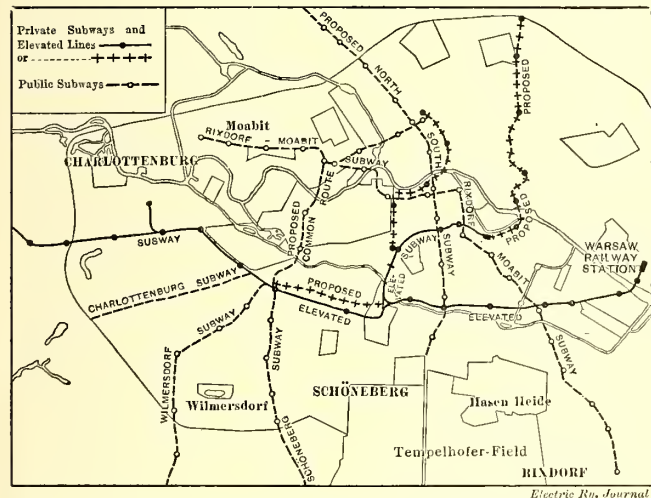 Private Subways and
Elevated Lines
or
Public Subways
PROPOSED
NORTH
SOUTH
SUBWAY
PROPOSED
Moabit
RIXDORF MOABIT
SUBWAY
RIXDORF
MOABIT
PROPOSED
COMMON
ROUTE
CHARLOTTENBURG
SUBWAY
CHARLOTTENBURG SUBWAY
SUBWAY
PROPOSED
ELEVATED
ELEVATED
SUBWAY
PROPOSED
WARSAW
RAILWAY
STATION
ELEVATED
WILMERSDORF
SUBWAY
Wilmersdorf
SUBWAY
SCHÖNEBERG
SCHÖNEBERG
Hasen Heide
Tempelhofer-Field
SUBWAY
RIXDORF
Electric Ry. Journal